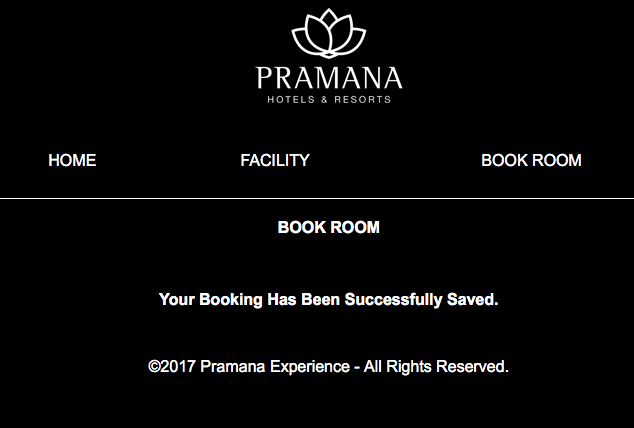 PRAMANA
HOTELS & RESORTS
HOME FACILITY BOOK ROOM
BOOK ROOM
Your Booking Has Been Successfully Saved.
©2017 Pramana Experience - All Rights Reserved.